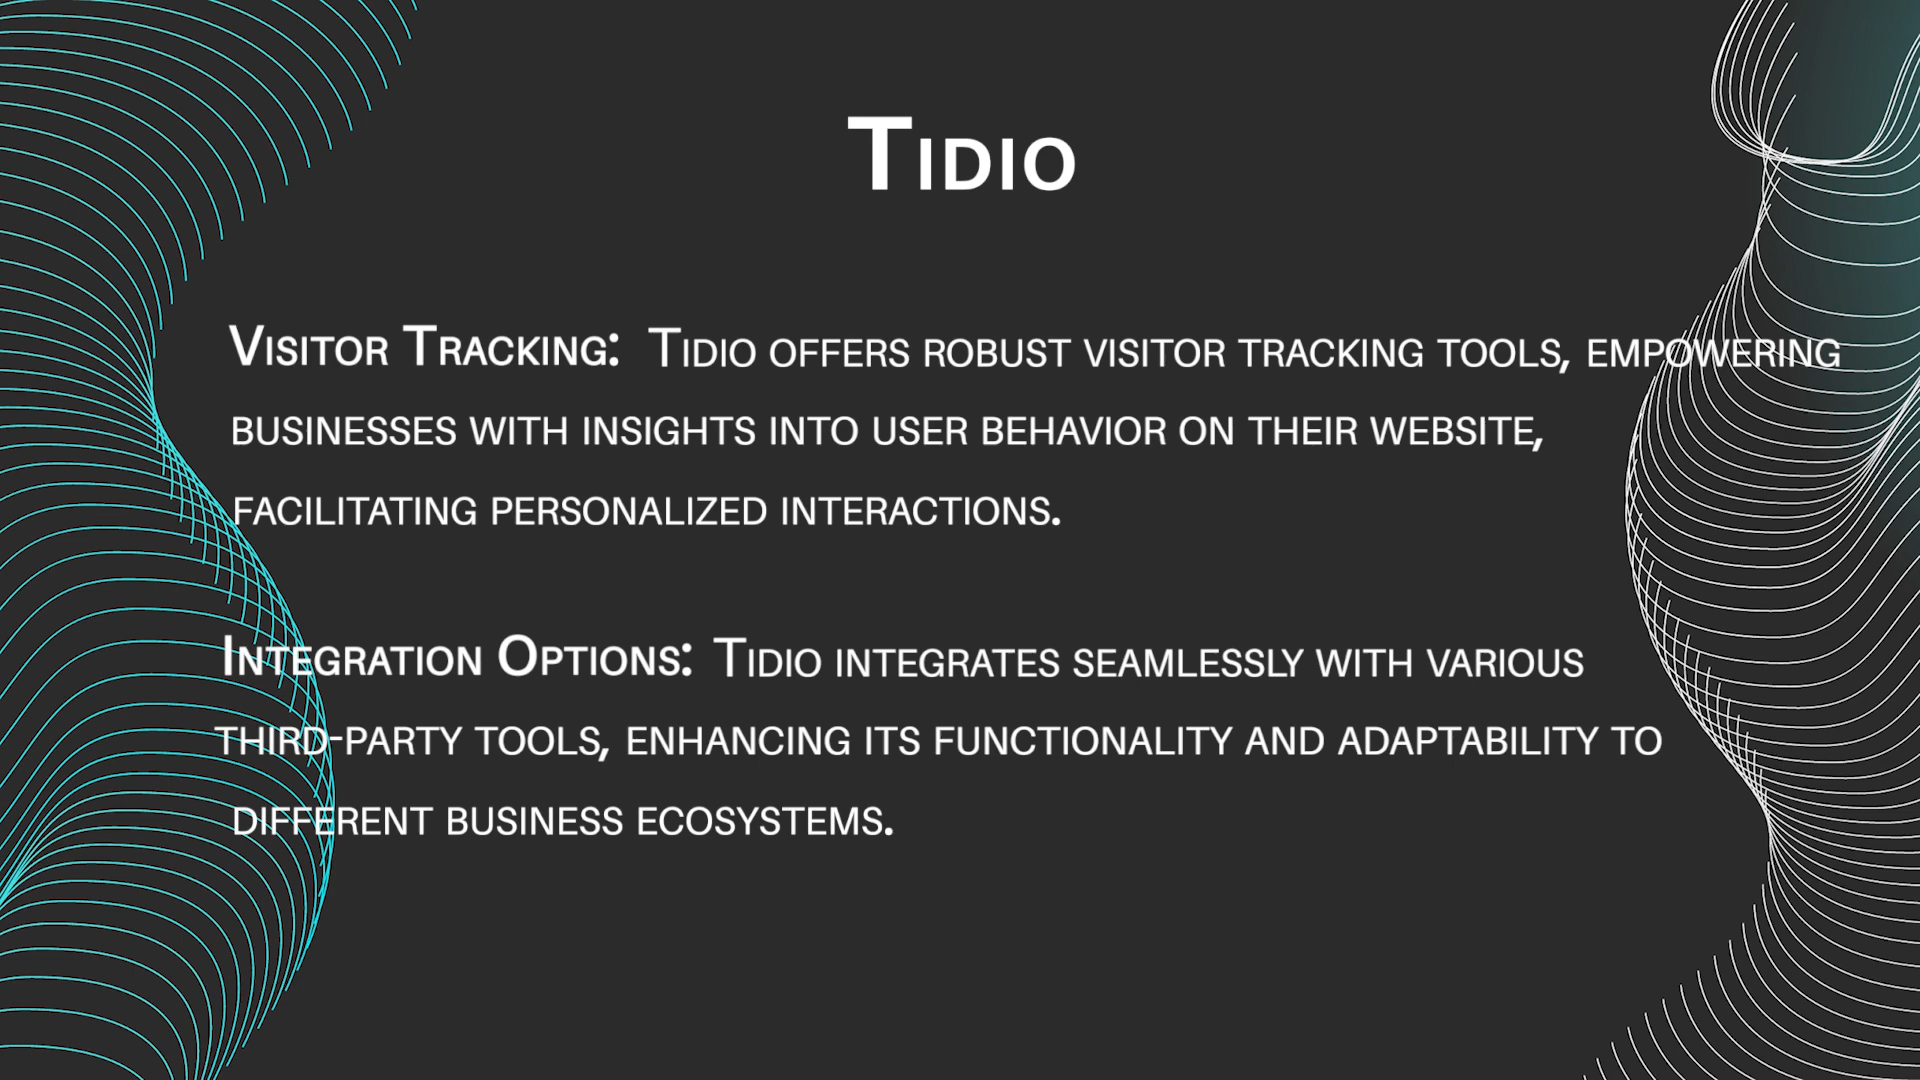 Tidio
Visitor Tracking: Tidio offers robust visitor tracking tools, empowering
businesses with insights into user behavior on their website,
facilitating personalized interactions.
Integration Options: Tidio integrates seamlessly with various
third-party tools, enhancing its functionality and adaptability to
different business ecosystems.